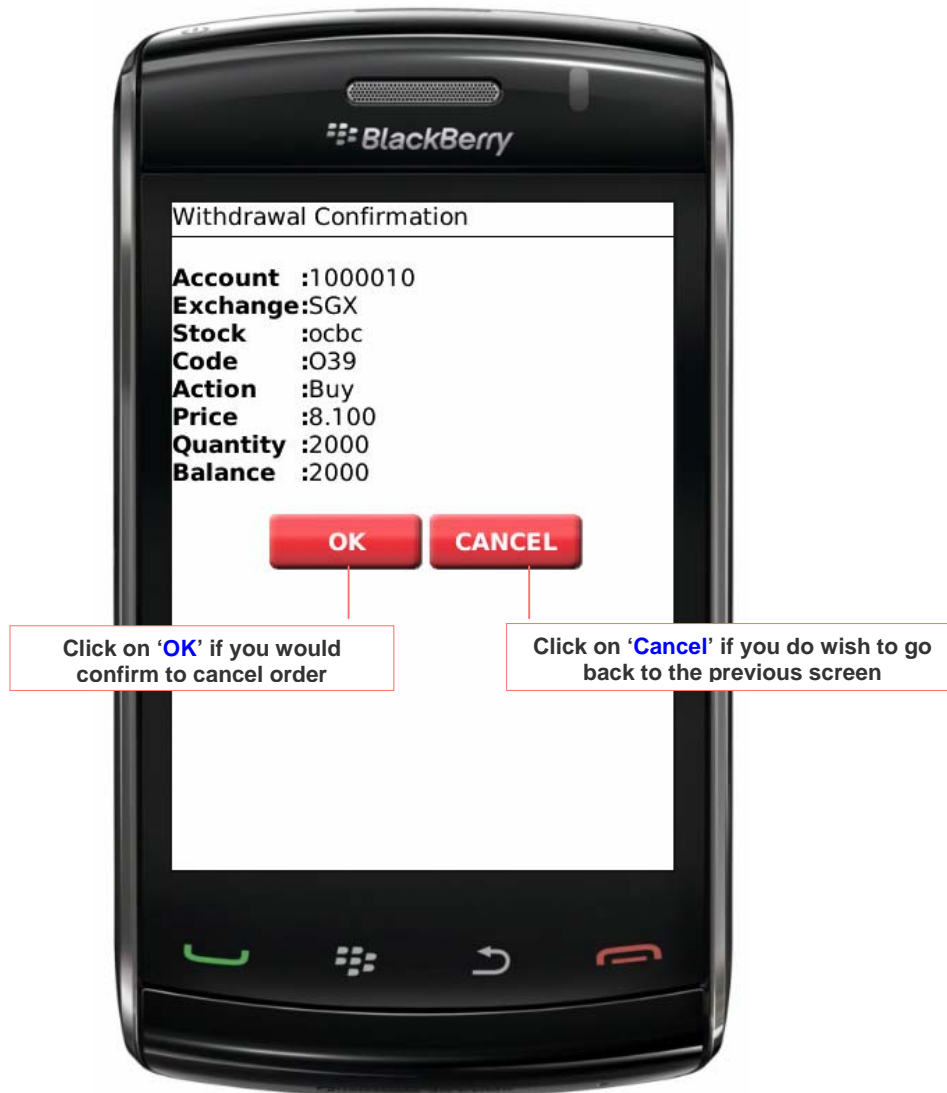 BlackBerry
Withdrawal Confirmation
Account :1000010
Exchange:SGX
Stock :ocbc
Code :O39
Action :Buy
Price :8.100
Quantity :2000
Balance :2000
OK CANCEL
Click on ‘OK’ if you would
confirm to cancel order
Click on ‘Cancel’ if you do wish to go
back to the previous screen